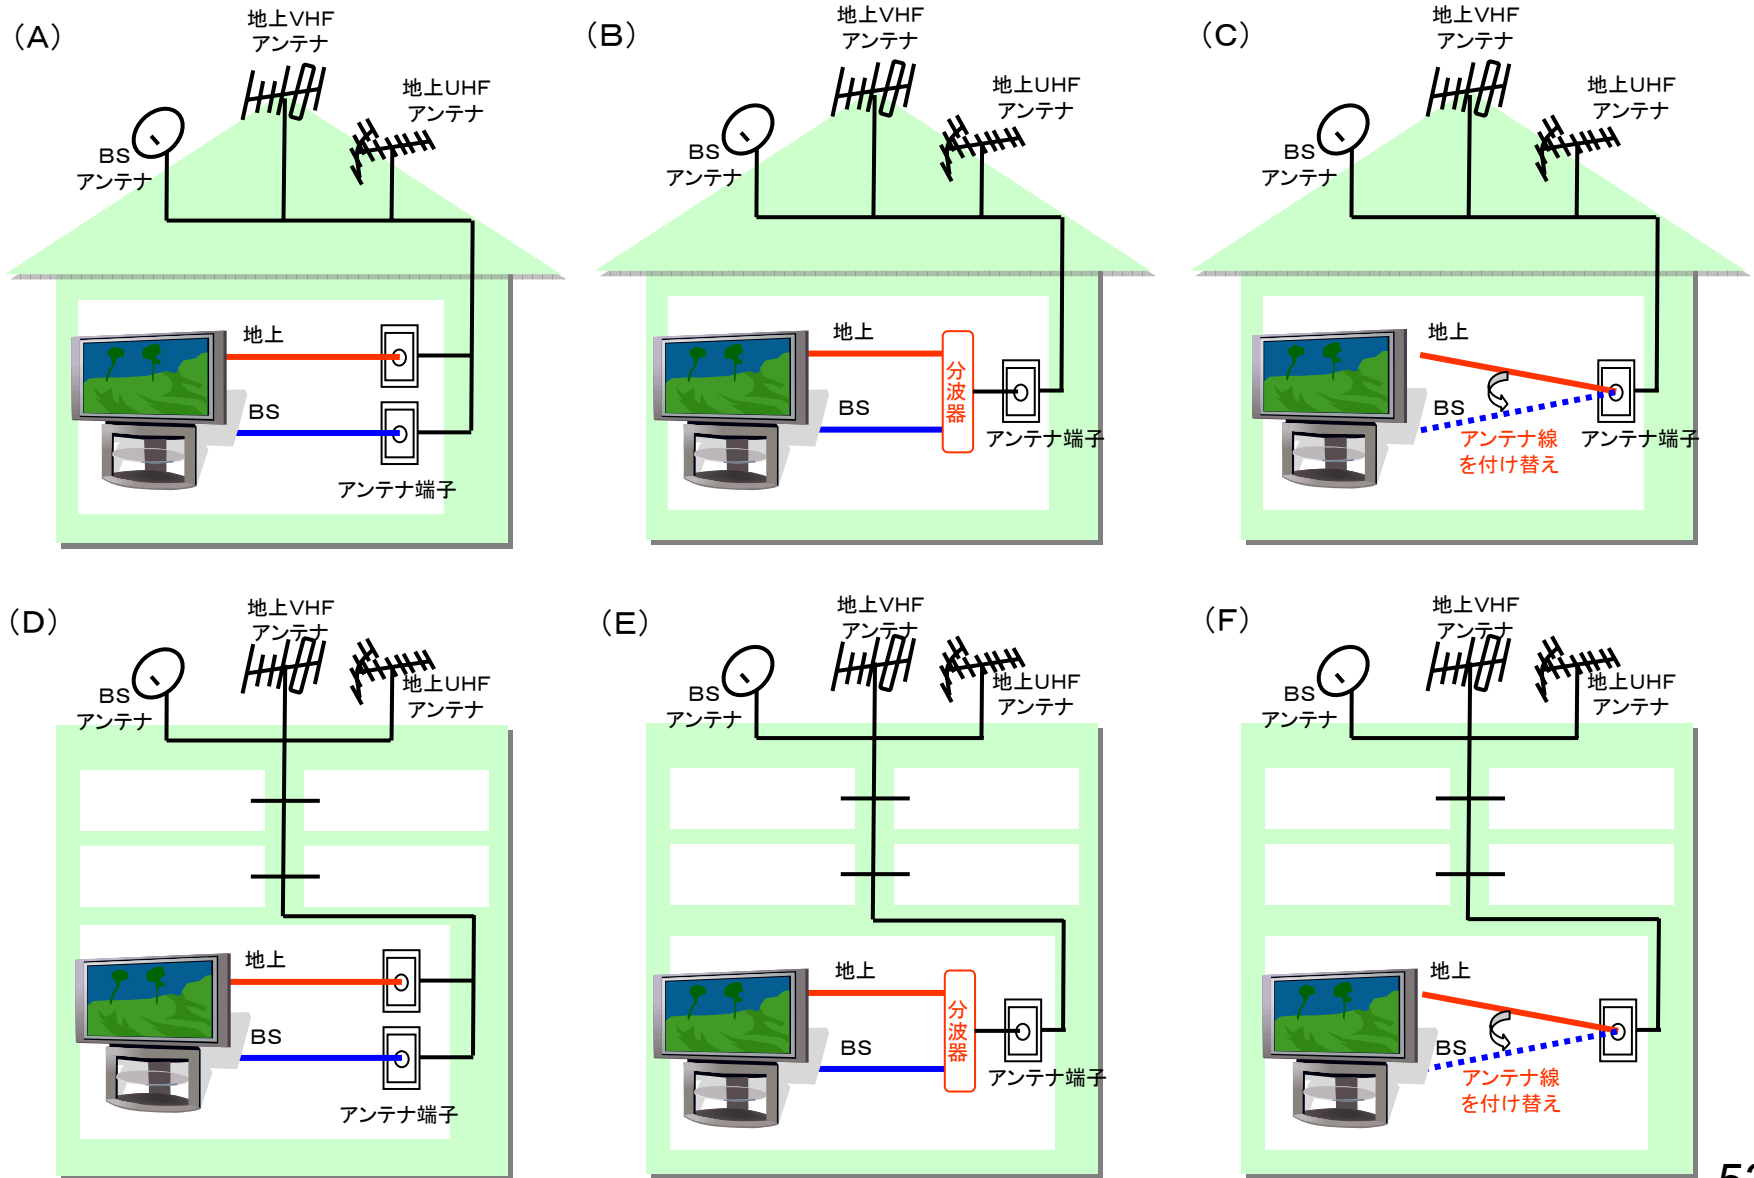 (A)
地上VHF
アンテナ
地上UHF
アンテナ
BS
アンテナ
地上
BS
アンテナ端子
(B)
地上VHF
アンテナ
地上UHF
アンテナ
BS
アンテナ
地上
BS
分波器
アンテナ端子
(C)
地上VHF
アンテナ
地上UHF
アンテナ
BS
アンテナ
地上
BS
アンテナ線
を付け替え
アンテナ端子
(D)
地上VHF
アンテナ
地上UHF
アンテナ
BS
アンテナ
地上
BS
アンテナ端子
(E)
地上VHF
アンテナ
地上UHF
アンテナ
BS
アンテナ
地上
BS
分波器
アンテナ端子
(F)
地上VHF
アンテナ
地上UHF
アンテナ
BS
アンテナ
地上
BS
アンテナ線
を付け替え